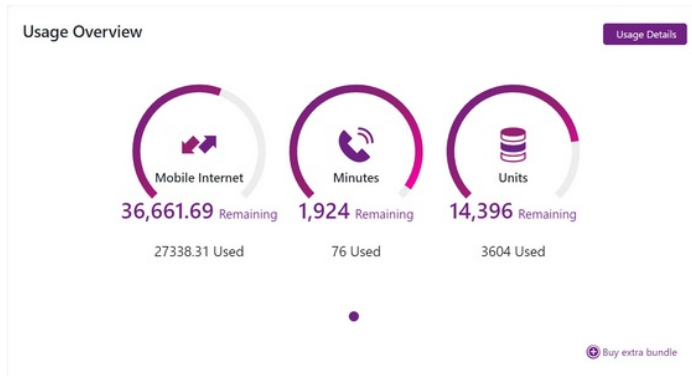 Usage Overview
Usage Details
Mobile Internet
36,661.69 Remaining
27338.31 Used
Minutes
1,924 Remaining
76 Used
Units
14,396 Remaining
3604 Used
Buy extra bundle